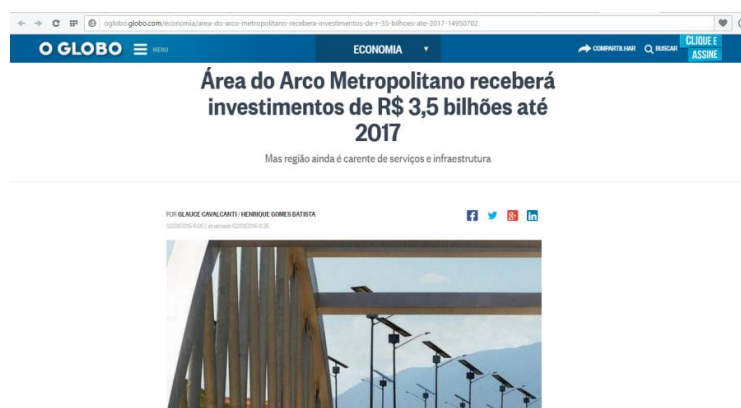 oglobo.globo.com/economia/area-do-arco-metropolitano-recebera-investimentos-de-r-35-bilhoes-ate-2017-14950702
O GLOBO MENU ECONOMIA COMPARTILHAR BUSCAR CLIQUE E
ASSINE
Área do Arco Metropolitano receberá
investimentos de R$ 3,5 bilhões até
2017
Mas região ainda é carente de serviços e infraestrutura
POR GLAUCE CAVALCANTI / HENRIQUE GOMES BATISTA